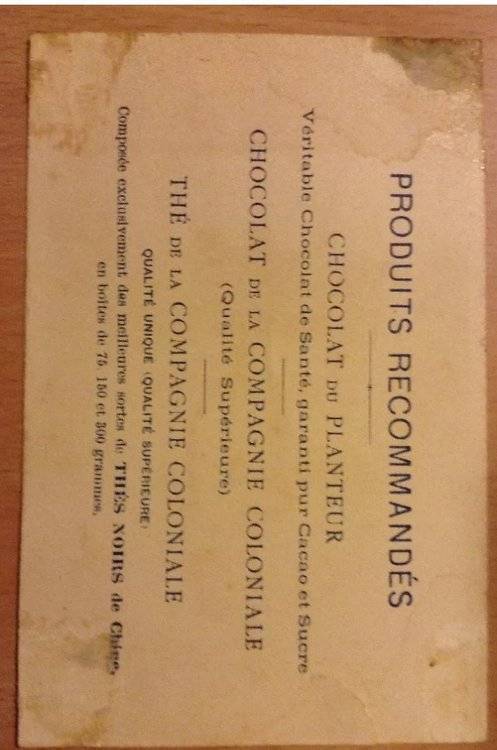 PRODUITS RECOMMANDÉS
CHOCOLAT DU PLANTEUR
Véritable Chocolat de Santé, garanti pur Cacao et Sucre
CHOCOLAT DE LA COMPAGNIE COLONIALE
(Qualité Supérieure)
THÉ DE LA COMPAGNIE COLONIALE
QUALITÉ UNIQUE (QUALITÉ SUPÉRIEURE)
Composée exclusivement des meilleures sortes de THÉS NOIRS de Chine,
en boîtes de 75 150 et 300 grammes.